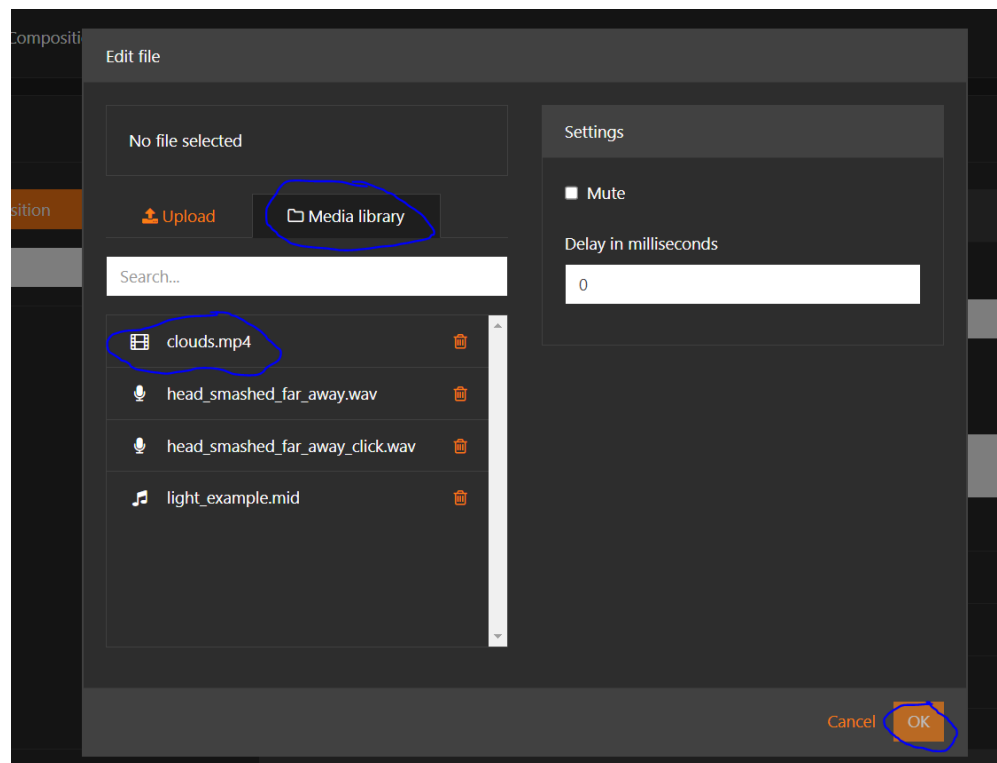 Compositi
Edit file
No file selected
Settings
sition
Upload
Media library
Mute
Delay in milliseconds
Search...
0
clouds.mp4
head_smashed_far_away.wav
head_smashed_far_away_click.wav
light_example.mid
Cancel
OK